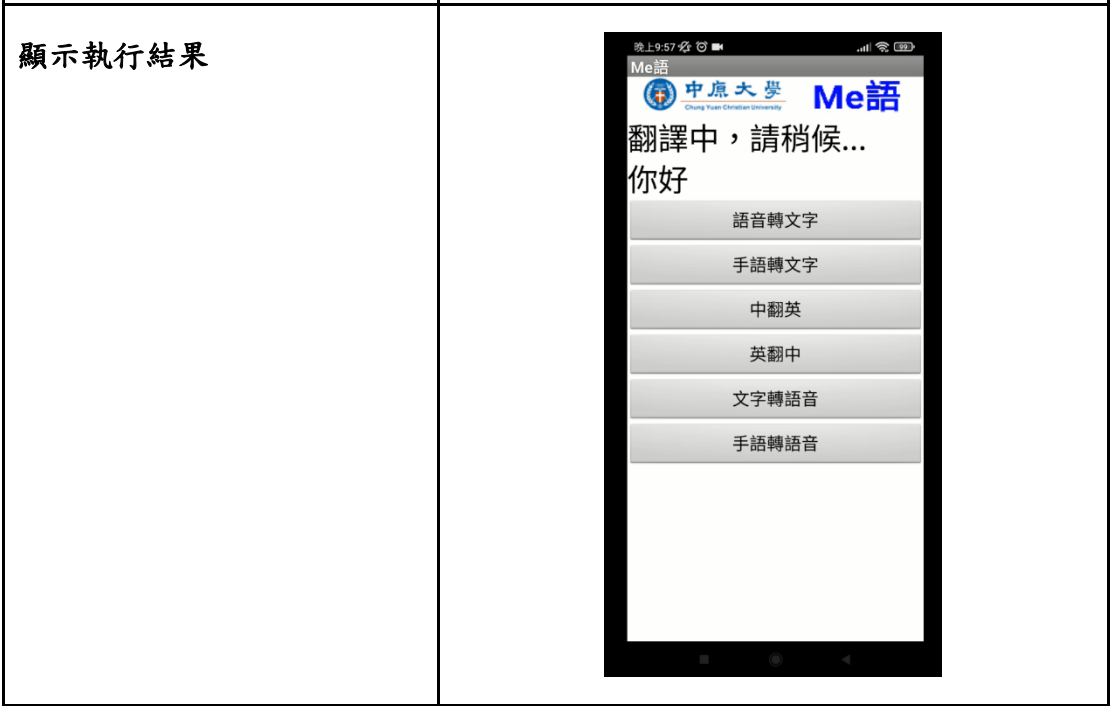 顯示執行結果
晚上9:57 99
Me語
中原大學 Me語
Chung Yuan Christian University
翻譯中，請稍候...
你好
語音轉文字
手語轉文字
中翻英
英翻中
文字轉語音
手語轉語音